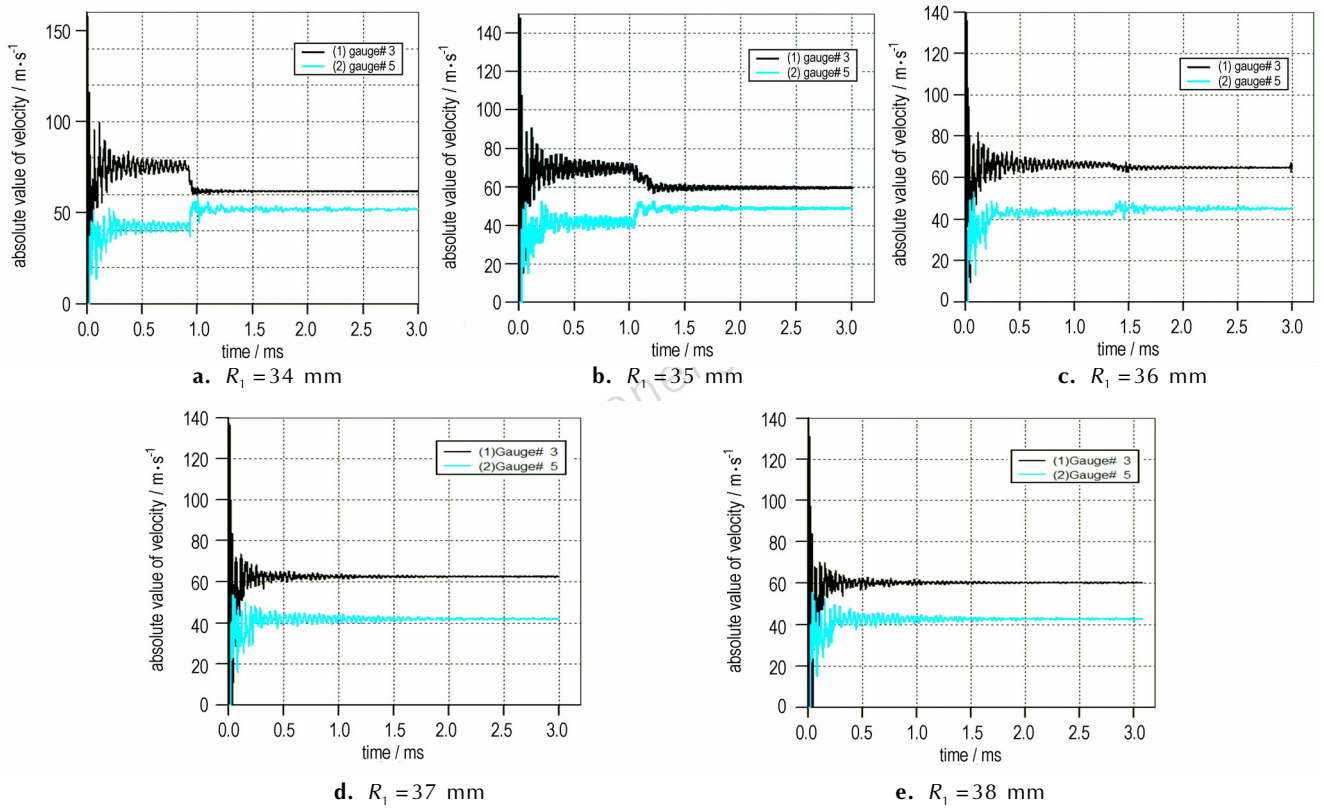 absolute value of velocity / m·s⁻¹
150
100
50
0
(1) gauge# 3
(2) gauge# 5
0.0 0.5 1.0 1.5 2.0 2.5 3.0
time / ms
a. R₁ =34 mm
absolute value of velocity / m·s⁻¹
140
120
100
80
60
40
20
0
(1) gauge# 3
(2) gauge# 5
0.0 0.5 1.0 1.5 2.0 2.5 3.0
time / ms
b. R₁ =35 mm
absolute value of velocity / m·s⁻¹
140
120
100
80
60
40
20
0
(1) gauge# 3
(2) gauge# 5
0.0 0.5 1.0 1.5 2.0 2.5 3.0
time / ms
c. R₁ =36 mm
absolute value of velocity / m·s⁻¹
140
120
100
80
60
40
20
0
(1)Gauge# 3
(2)Gauge# 5
0.0 0.5 1.0 1.5 2.0 2.5 3.0
time / ms
d. R₁ =37 mm
absolute value of velocity / m·s⁻¹
140
120
100
80
60
40
20
0
(1)Gauge# 3
(2)Gauge# 5
0.0 0.5 1.0 1.5 2.0 2.5 3.0
time / ms
e. R₁ =38 mm